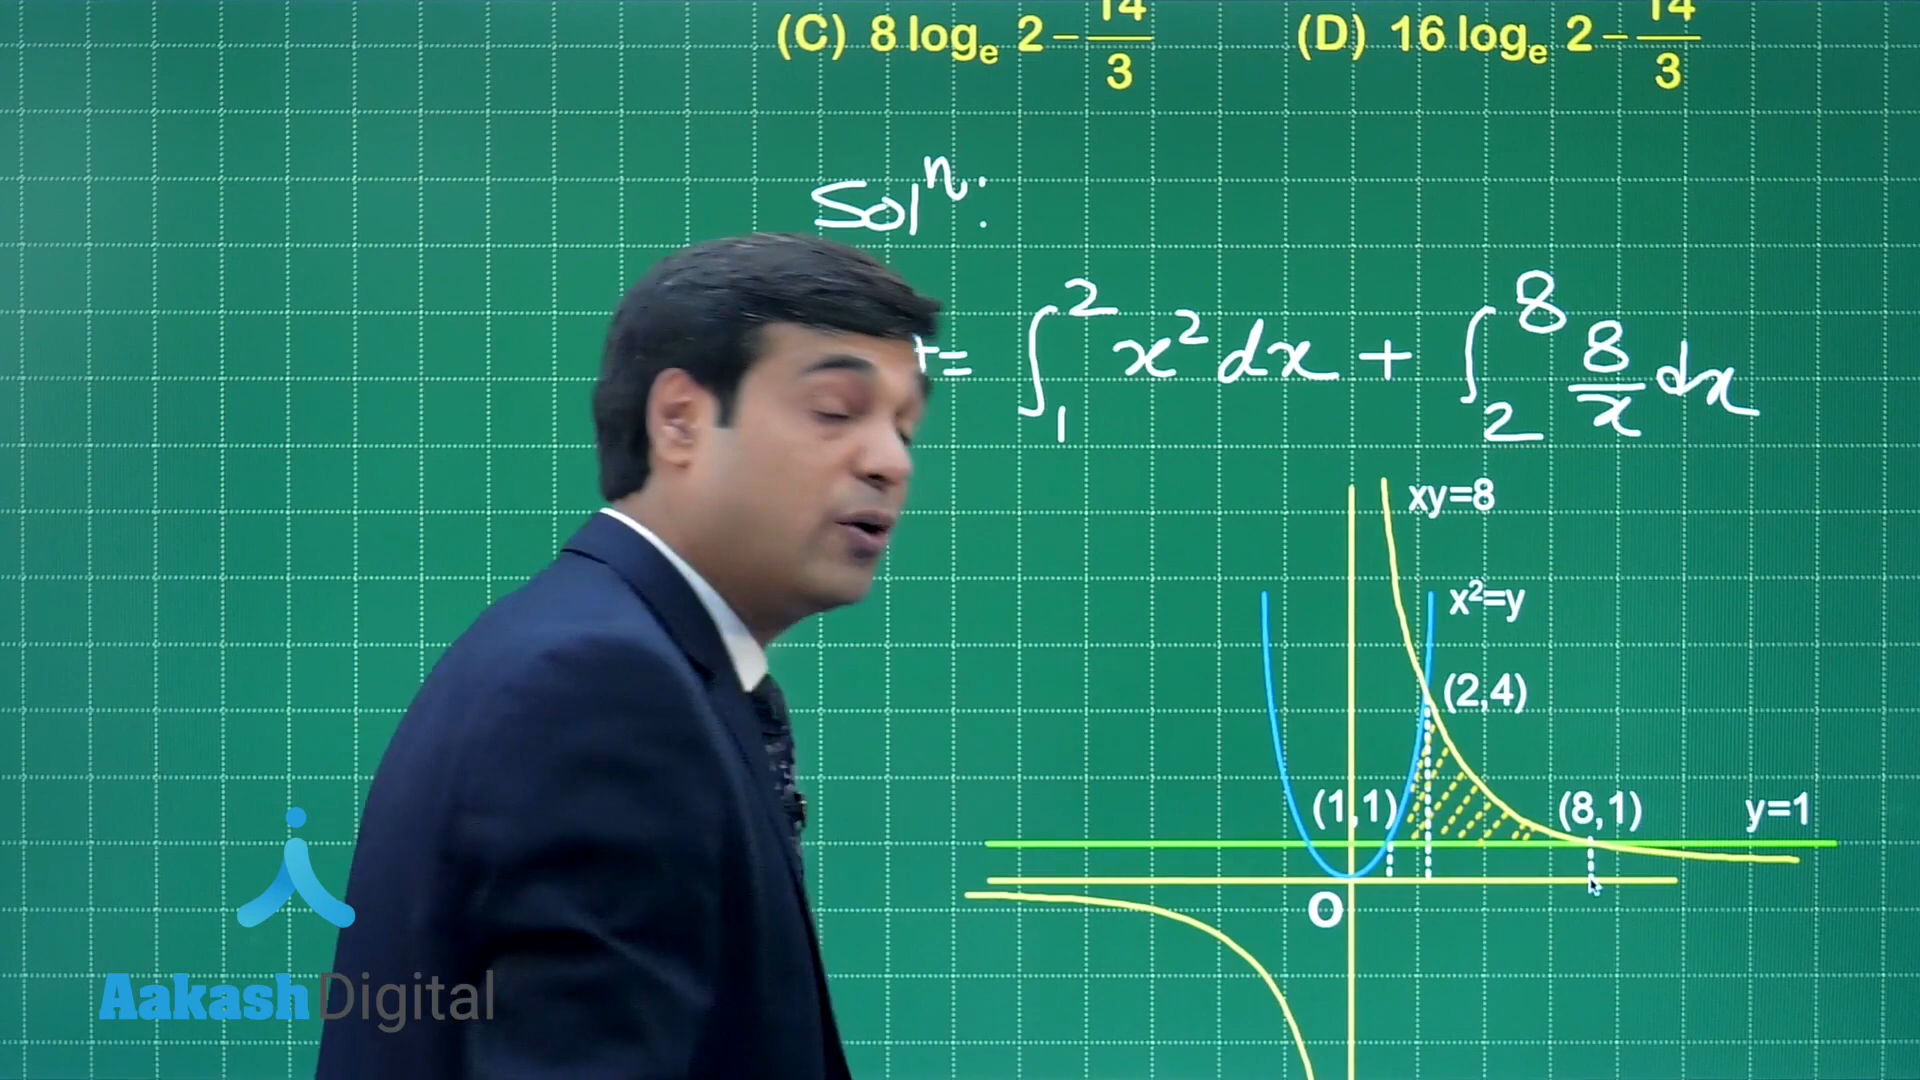 (C) 8 logₑ 2 − 14/3 (D) 16 logₑ 2 − 14/3
Solⁿ:
= ∫₁² x² dx + ∫₂⁸ 8/x dx
xy=8
x²=y
(2,4)
(1,1) (8,1) y=1
O
Aakash Digital